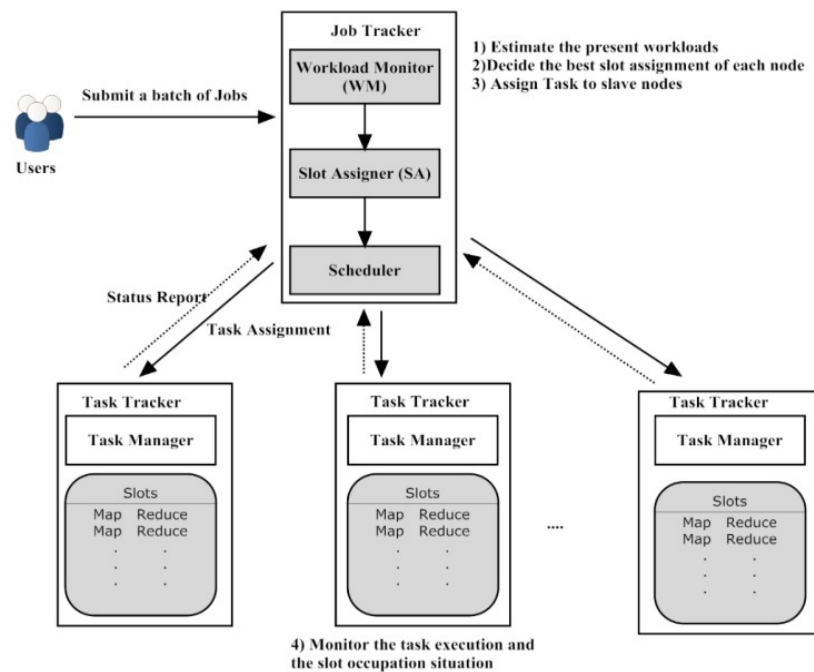 Job Tracker
Workload Monitor
(WM)
1) Estimate the present workloads
2)Decide the best slot assignment of each node
3) Assign Task to slave nodes
Submit a batch of Jobs
Users
Slot Assigner (SA)
Scheduler
Status Report
Task Assignment
Task Tracker
Task Manager
Slots
Map Reduce
Map Reduce
. .
. .
. .
Task Tracker
Task Manager
Slots
Map Reduce
Map Reduce
. .
. .
. .
....
Task Tracker
Task Manager
Slots
Map Reduce
Map Reduce
. .
. .
. .
4) Monitor the task execution and
the slot occupation situation